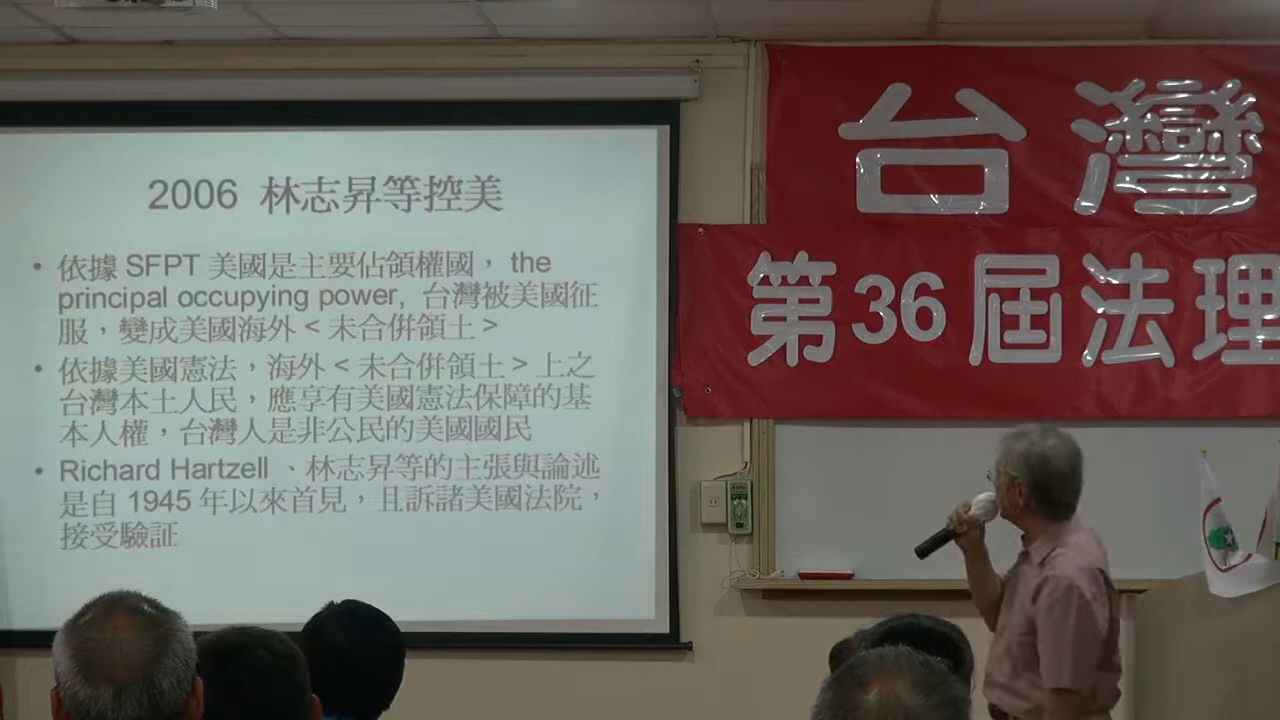 2006 林志昇等控美
• 依據 SFPT 美國是主要佔領權國， the
principal occupying power, 台灣被美國征
服，變成美國海外 < 未合併領土 >
• 依據美國憲法，海外 < 未合併領土 > 上之
台灣本土人民，應享有美國憲法保障的基
本人權，台灣人是非公民的美國國民
• Richard Hartzell 、林志昇等的主張與論述
是自 1945 年以來首見，且訴諸美國法院，
接受驗証
台灣
第36屆法理